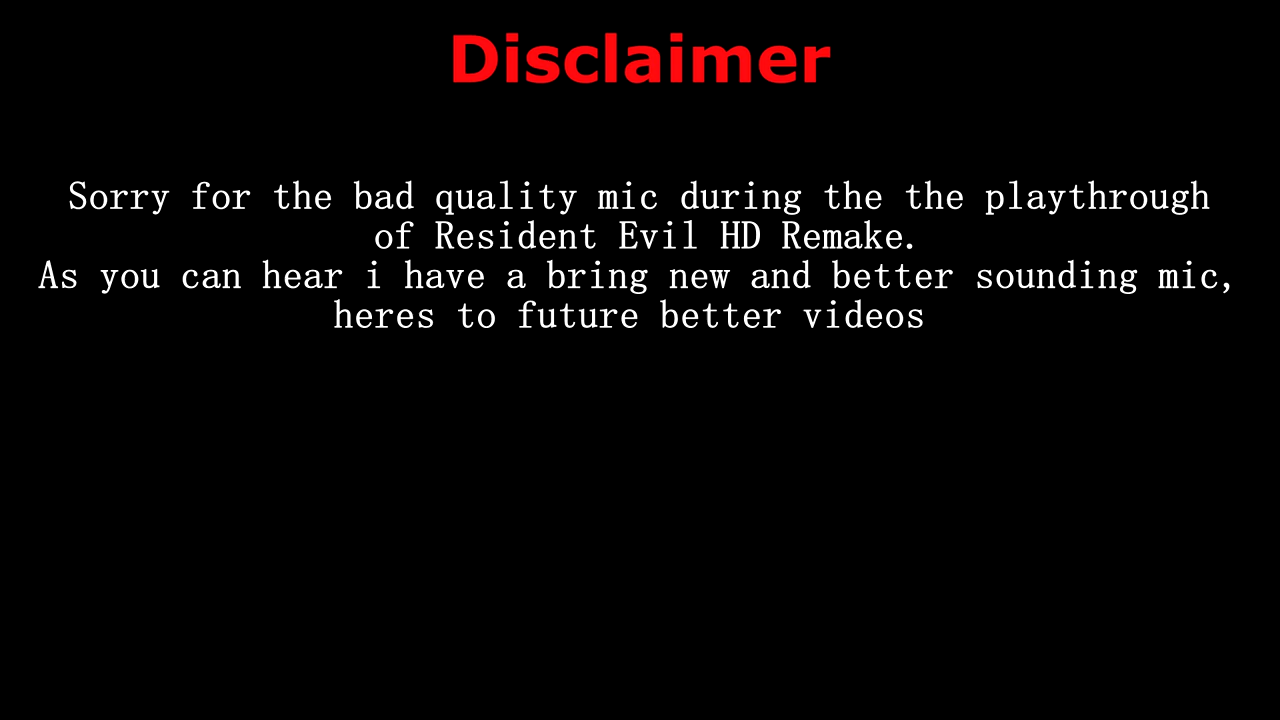 Disclaimer
Sorry for the bad quality mic during the the playthrough
of Resident Evil HD Remake.
As you can hear i have a bring new and better sounding mic,
heres to future better videos